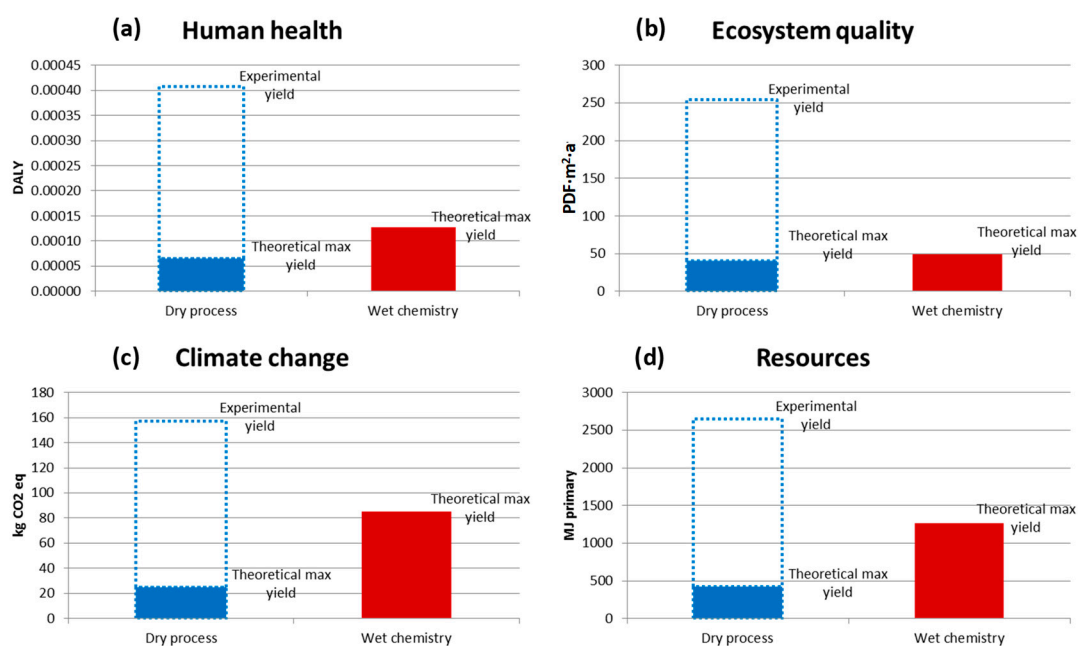 (a) Human health
DALY
0.00045
0.00040
0.00035
0.00030
0.00025
0.00020
0.00015
0.00010
0.00005
0.00000
Experimental
yield
Theoretical max
yield
Theoretical max
yield
Dry process
Wet chemistry
(b) Ecosystem quality
PDF·m²·a
300
250
200
150
100
50
0
Experimental
yield
Theoretical max
yield
Theoretical max
yield
Dry process
Wet chemistry
(c) Climate change
kg CO2 eq
180
160
140
120
100
80
60
40
20
0
Experimental
yield
Theoretical max
yield
Theoretical max
yield
Dry process
Wet chemistry
(d) Resources
MJ primary
3000
2500
2000
1500
1000
500
0
Experimental
yield
Theoretical max
yield
Theoretical max
yield
Dry process
Wet chemistry